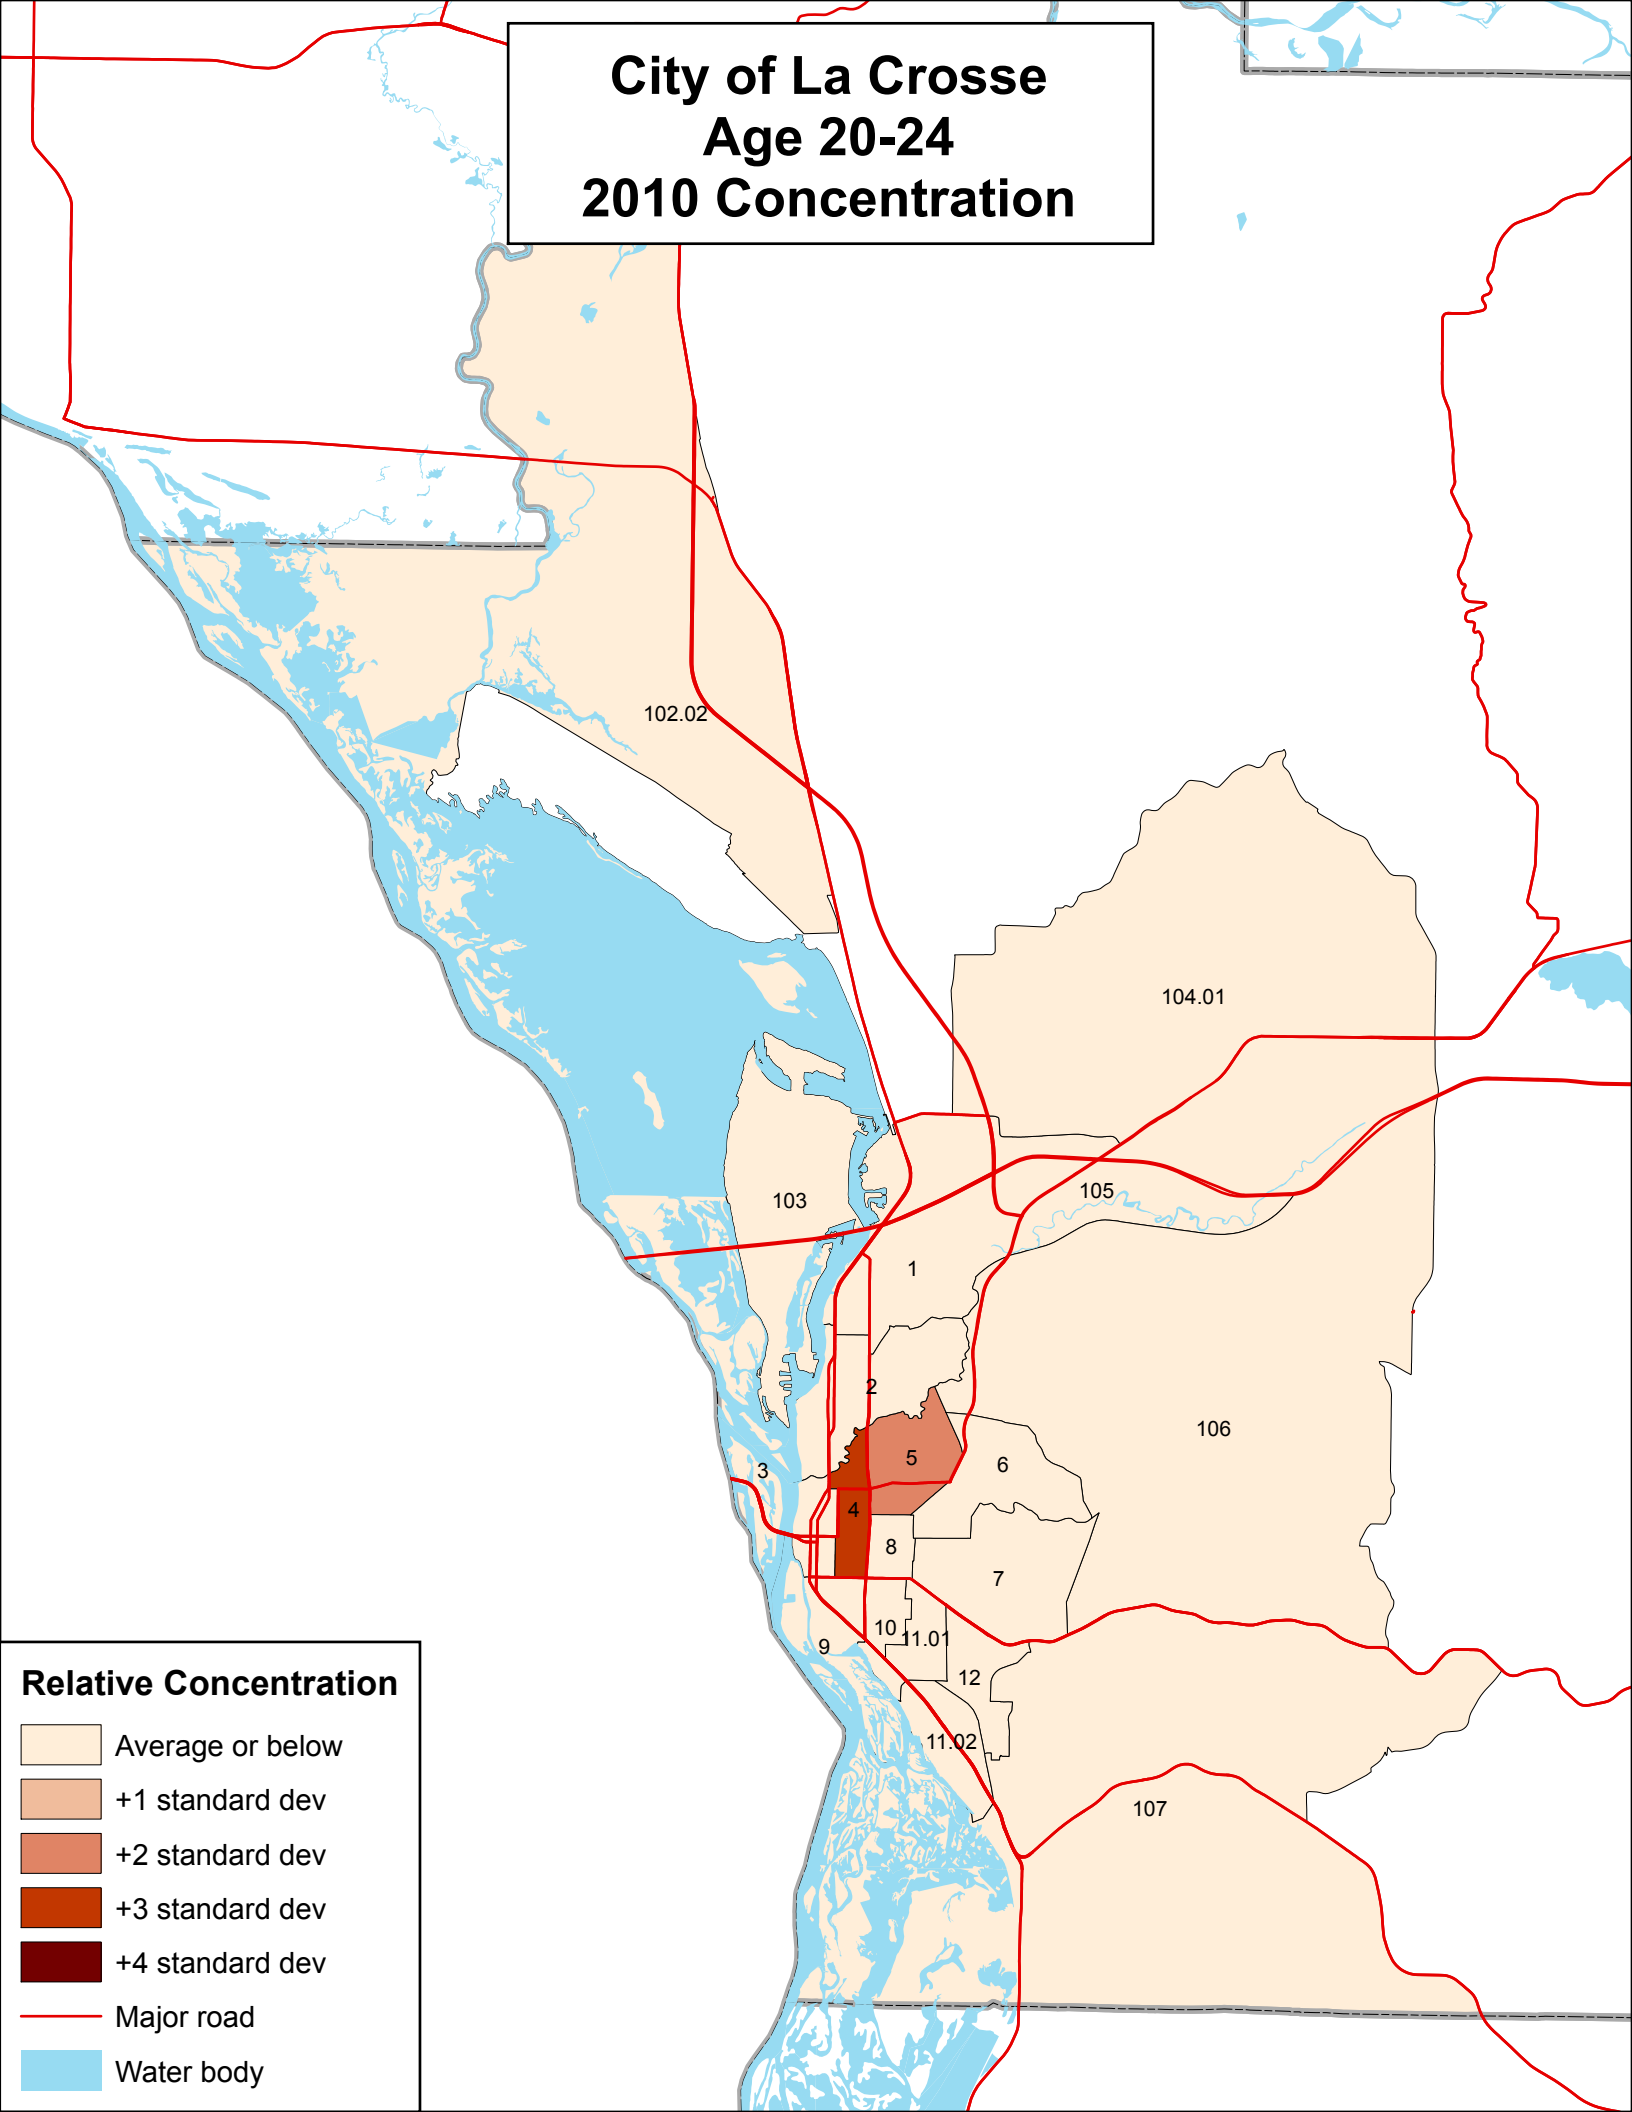 City of La Crosse
Age 20-24
2010 Concentration
102.02
104.01
105
103
1
2
106
5
6
3
4
8
7
10
11.01
9
12
11.02
107
Relative Concentration
Average or below
+1 standard dev
+2 standard dev
+3 standard dev
+4 standard dev
Major road
Water body